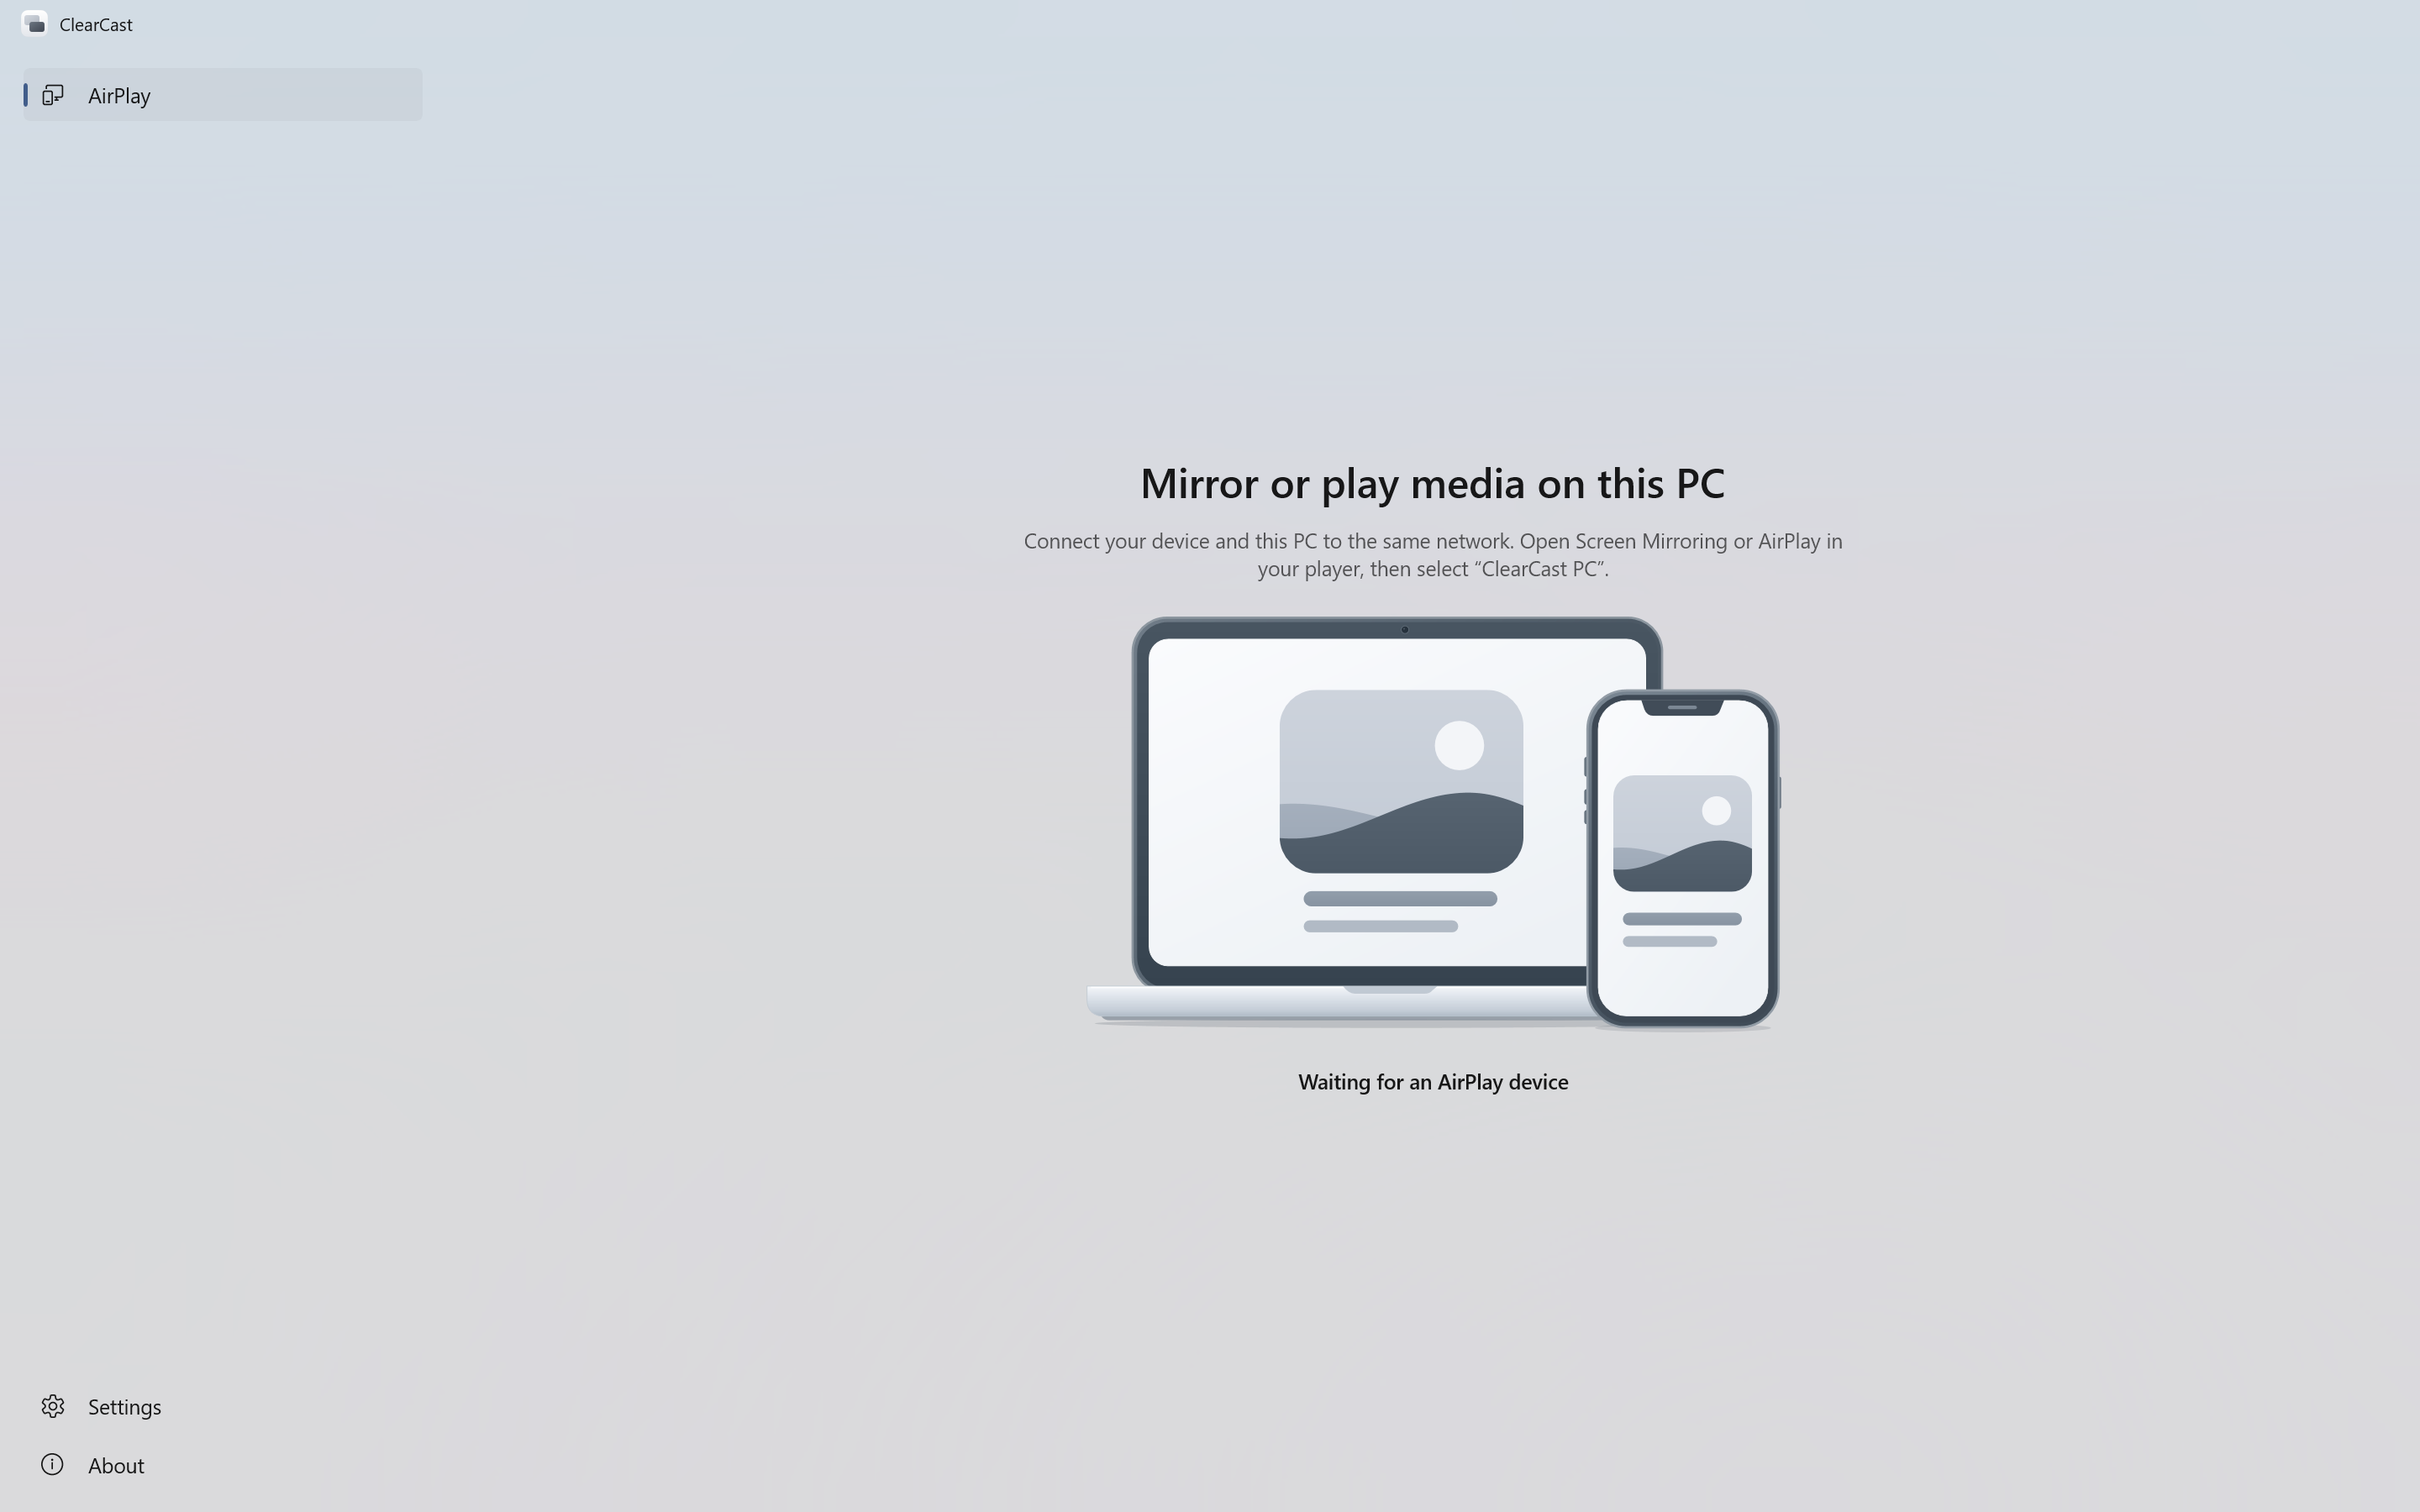 ClearCast
AirPlay
Mirror or play media on this PC
Connect your device and this PC to the same network. Open Screen Mirroring or AirPlay in
your player, then select “ClearCast PC”.
Waiting for an AirPlay device
Settings
About